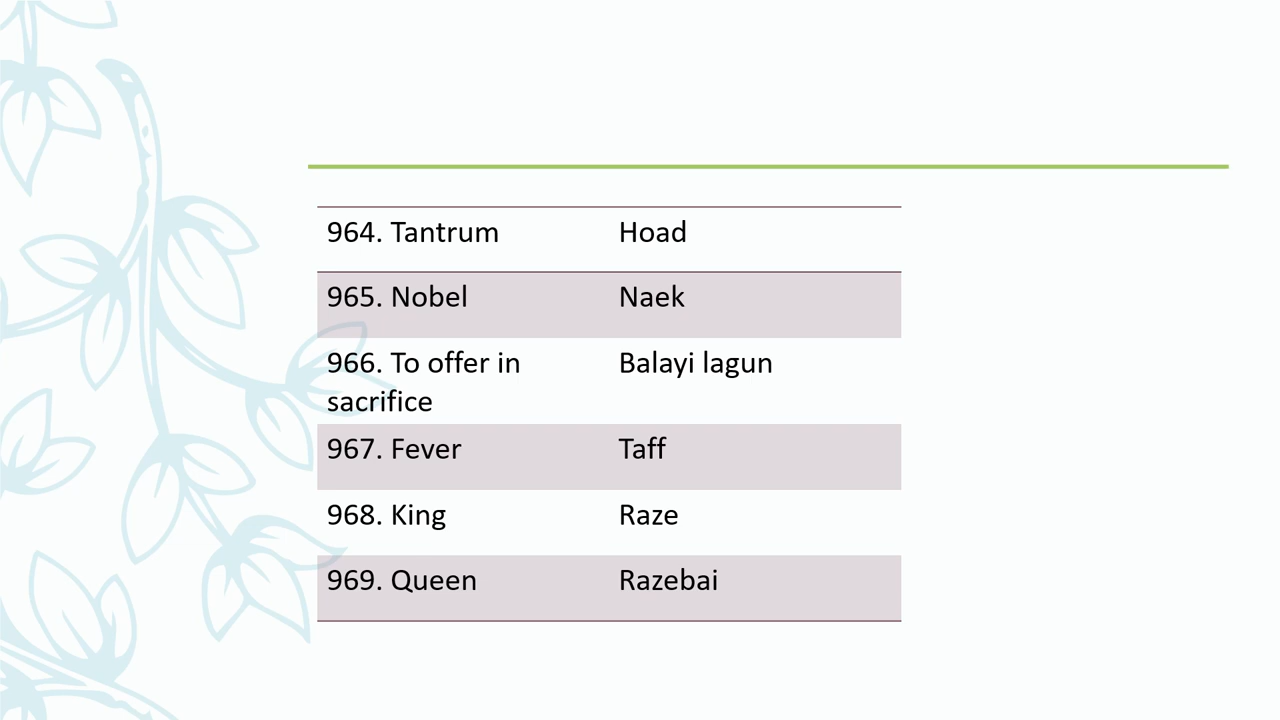 964. Tantrum Hoad
965. Nobel Naek
966. To offer in Balayi lagun
sacrifice
967. Fever Taff
968. King Raze
969. Queen Razebai